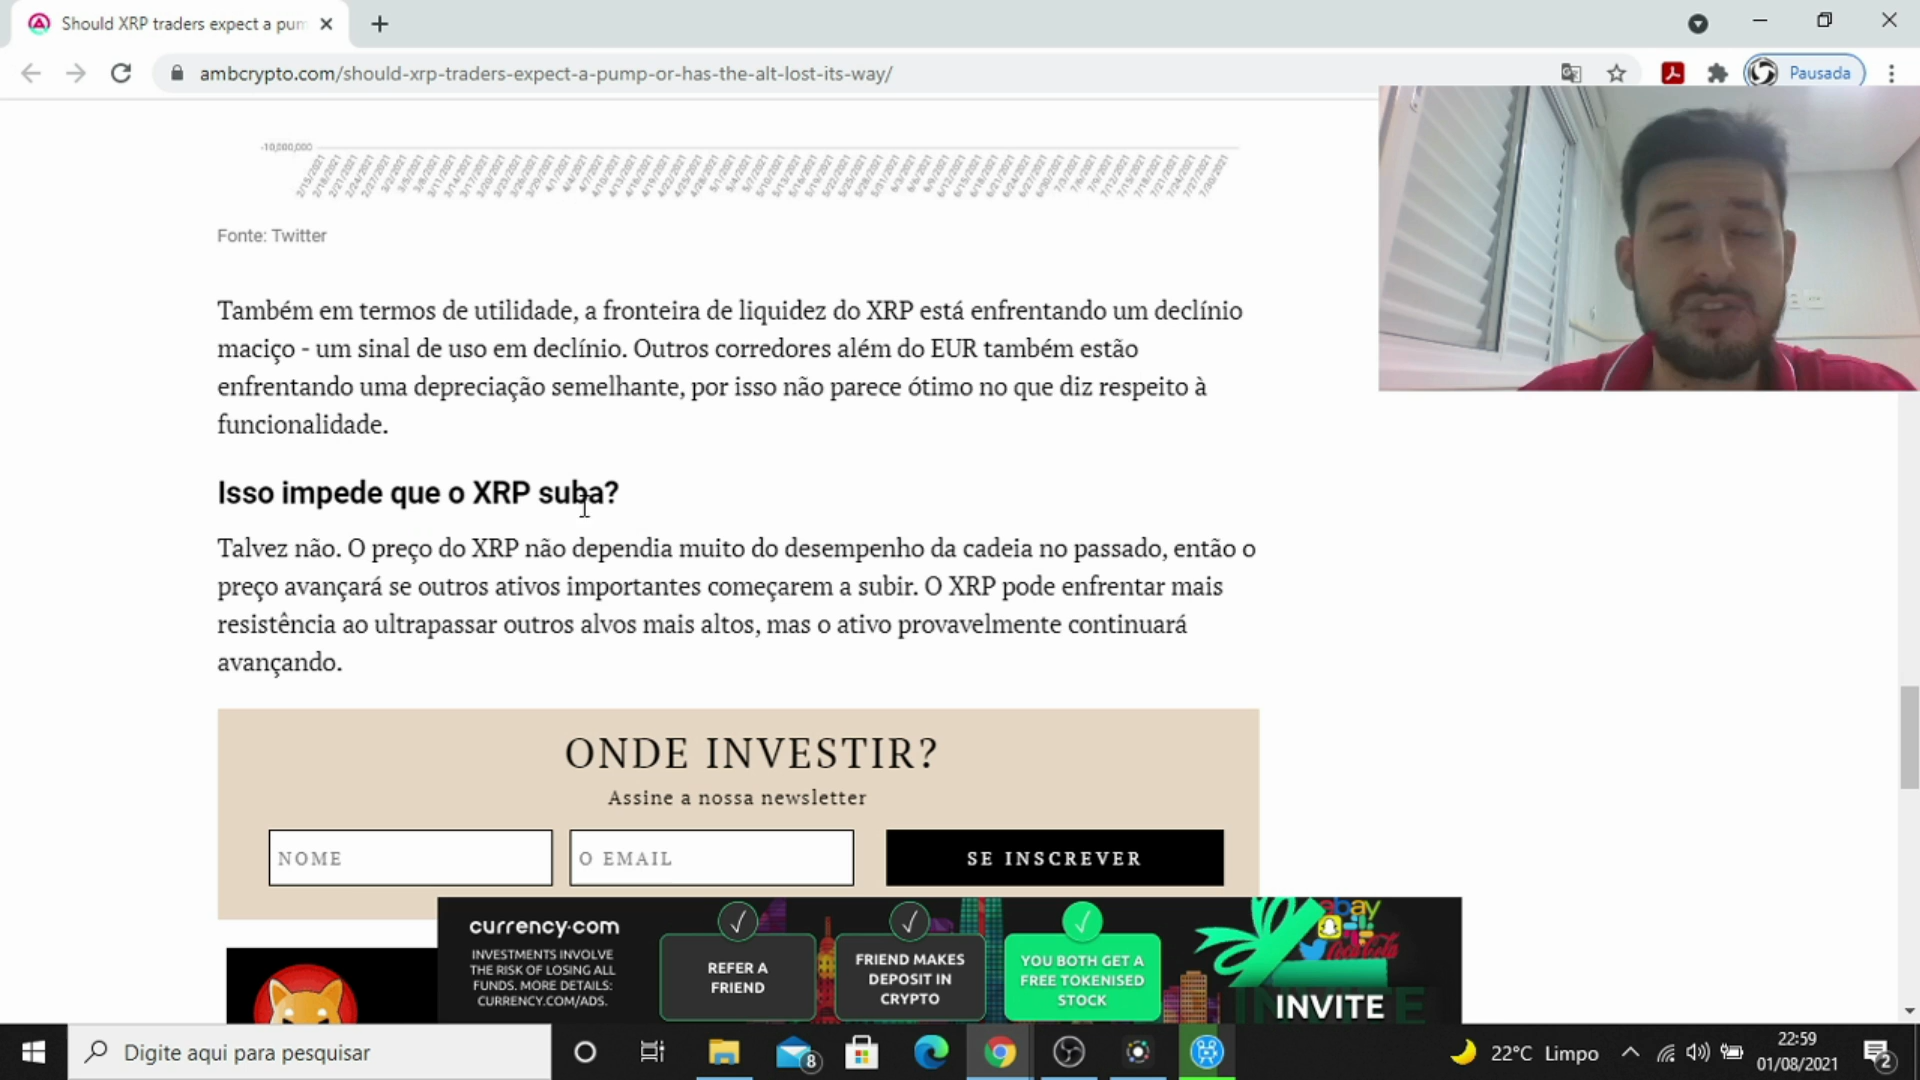 Should XRP traders expect a pum
ambcrypto.com/should-xrp-traders-expect-a-pump-or-has-the-alt-lost-its-way/
Pausada
-10,000,000
Fonte: Twitter
Também em termos de utilidade, a fronteira de liquidez do XRP está enfrentando um declínio
maciço - um sinal de uso em declínio. Outros corredores além do EUR também estão
enfrentando uma depreciação semelhante, por isso não parece ótimo no que diz respeito à
funcionalidade.
Isso impede que o XRP suba?
Talvez não. O preço do XRP não dependia muito do desempenho da cadeia no passado, então o
preço avançará se outros ativos importantes começarem a subir. O XRP pode enfrentar mais
resistência ao ultrapassar outros alvos mais altos, mas o ativo provavelmente continuará
avançando.
ONDE INVESTIR?
Assine a nossa newsletter
NOME
O EMAIL
SE INSCREVER
currency.com
INVESTMENTS INVOLVE
THE RISK OF LOSING ALL
FUNDS. MORE DETAILS:
CURRENCY.COM/ADS.
REFER A
FRIEND
FRIEND MAKES
DEPOSIT IN
CRYPTO
YOU BOTH GET A
FREE TOKENISED
STOCK
ebay
Coca-Cola
INVITE
Digite aqui para pesquisar
8
22°C Limpo
22:59
01/08/2021
2